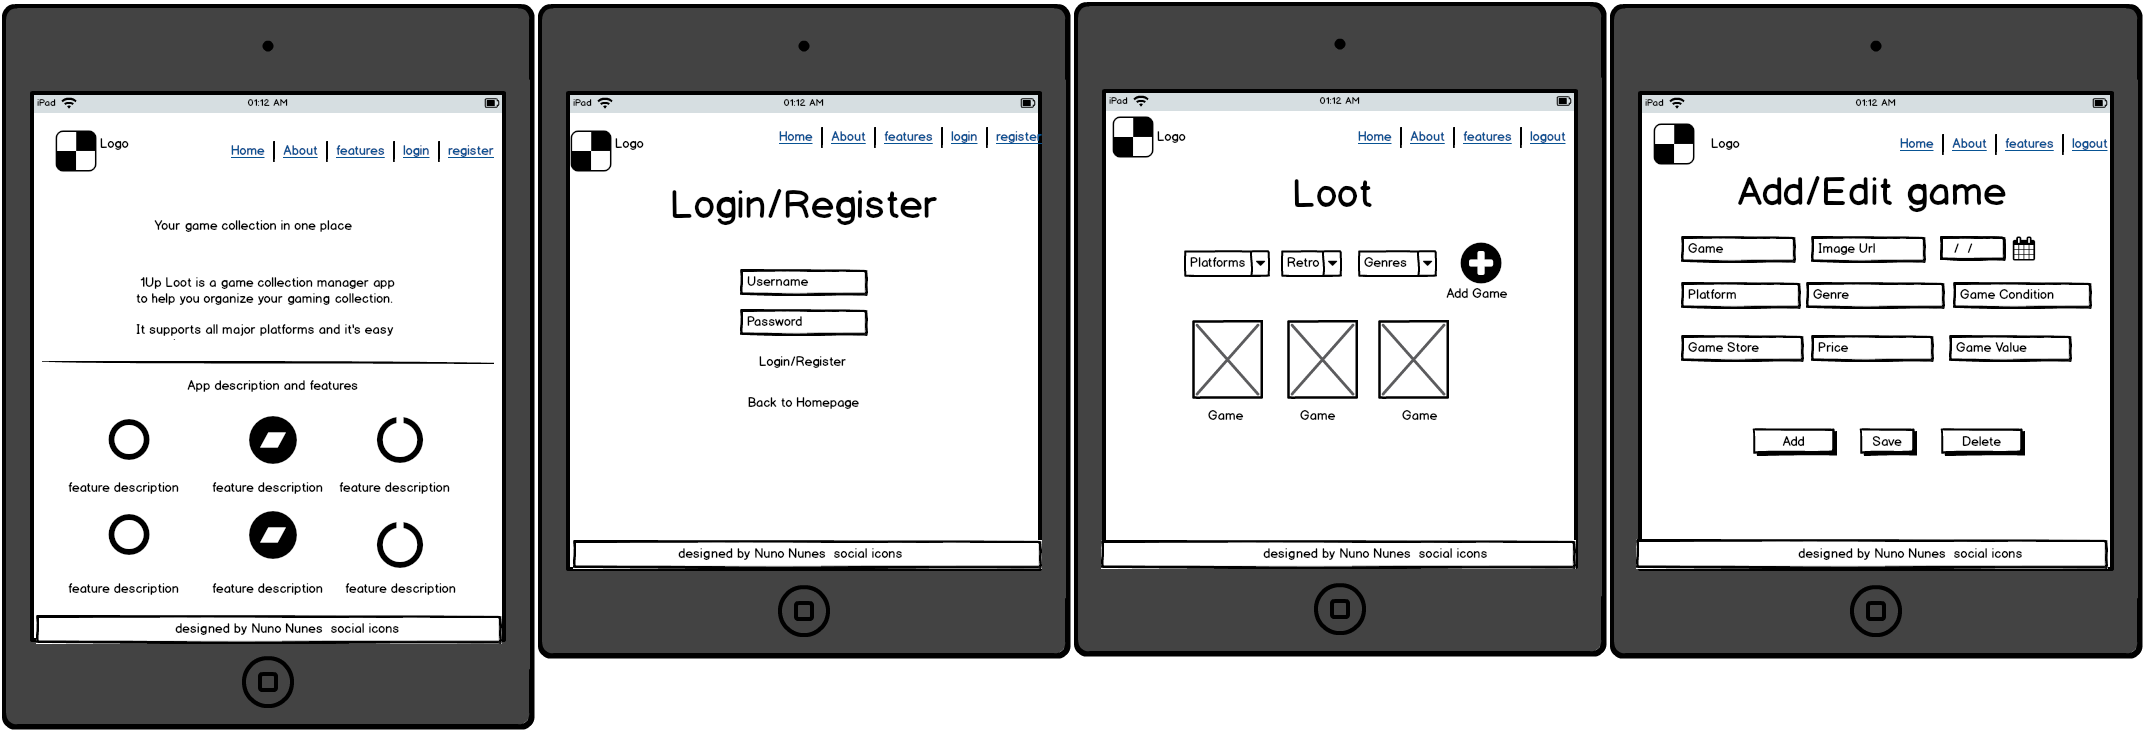 iPad 01:12 AM
Logo
Home About features login register
Your game collection in one place
1Up Loot is a game collection manager app
to help you organize your gaming collection.
It supports all major platforms and it's easy
App description and features
feature description feature description feature description
feature description feature description feature description
designed by Nuno Nunes social icons
iPad 01:12 AM
Logo
Home About features login register
Login/Register
Username
Password
Login/Register
Back to Homepage
designed by Nuno Nunes social icons
iPad 01:12 AM
Logo
Home About features logout
Loot
Platforms Retro Genres
Add Game
Game Game Game
designed by Nuno Nunes social icons
iPad 01:12 AM
Logo
Home About features logout
Add/Edit game
Game Image Url / /
Platform Genre Game Condition
Game Store Price Game Value
Add Save Delete
designed by Nuno Nunes social icons